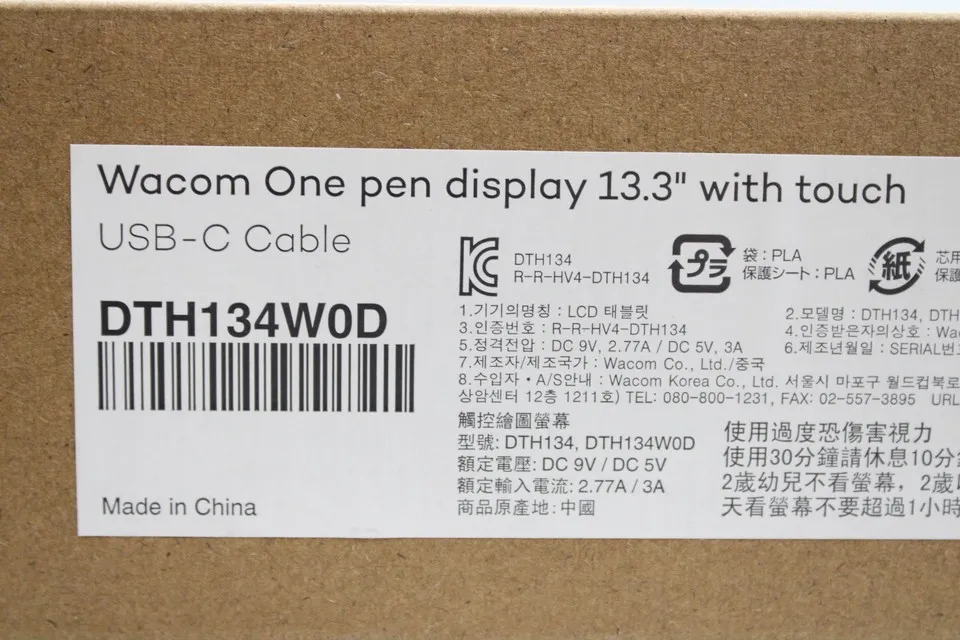 Wacom One pen display 13.3" with touch
USB-C Cable
DTH134W0D
Made in China
DTH134
R-R-HV4-DTH134
プラ
袋 : PLA
保護シート : PLA
紙
芯用
1.기기의명칭 : LCD 태블릿
2.모델명 : DTH134, DTH
3.인증번호 : R-R-HV4-DTH134
4.인증받은자의상호 : Wa
5.정격전압 : DC 9V, 2.77A / DC 5V, 3A
6.제조년월일 : SERIAL번
7.제조자/제조국가 : Wacom Co., Ltd./중국
8.수입자 • A/S안내 : Wacom Korea Co., Ltd. 서울시 마포구 월드컵북로
상암센터 12층 1211호) TEL: 080-800-1231, FAX: 02-557-3895 URL
觸控繪圖螢幕
型號: DTH134, DTH134W0D
額定電壓: DC 9V / DC 5V
額定輸入電流: 2.77A / 3A
商品原產地: 中國
使用過度恐傷害視力
使用30分鐘請休息10分
2歲幼兒不看螢幕，2歲
天看螢幕不要超過1小時